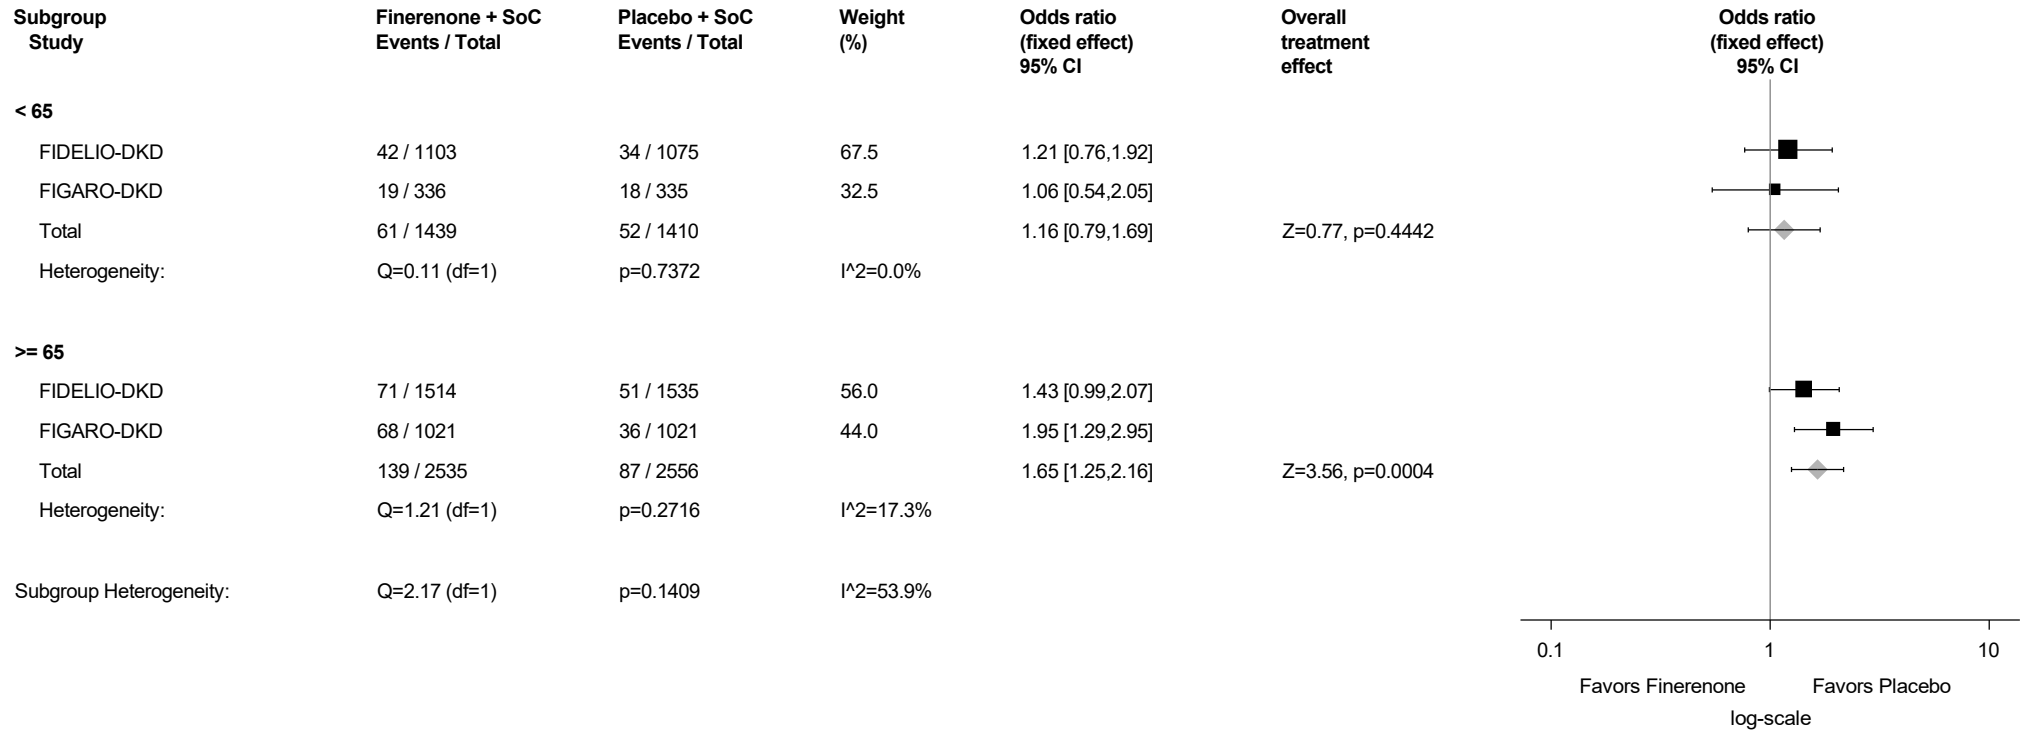 Subgroup Finerenone + SoC Placebo + SoC Weight Odds ratio Overall Odds ratio
Study Events / Total Events / Total (%) (fixed effect) treatment (fixed effect)
95% CI effect 95% CI
< 65
FIDELIO-DKD 42 / 1103 34 / 1075 67.5 1.21 [0.76,1.92]
FIGARO-DKD 19 / 336 18 / 335 32.5 1.06 [0.54,2.05]
Total 61 / 1439 52 / 1410 1.16 [0.79,1.69] Z=0.77, p=0.4442
Heterogeneity: Q=0.11 (df=1) p=0.7372 I^2=0.0%
>= 65
FIDELIO-DKD 71 / 1514 51 / 1535 56.0 1.43 [0.99,2.07]
FIGARO-DKD 68 / 1021 36 / 1021 44.0 1.95 [1.29,2.95]
Total 139 / 2535 87 / 2556 1.65 [1.25,2.16] Z=3.56, p=0.0004
Heterogeneity: Q=1.21 (df=1) p=0.2716 I^2=17.3%
Subgroup Heterogeneity: Q=2.17 (df=1) p=0.1409 I^2=53.9%
0.1 1 10
Favors Finerenone Favors Placebo
log-scale